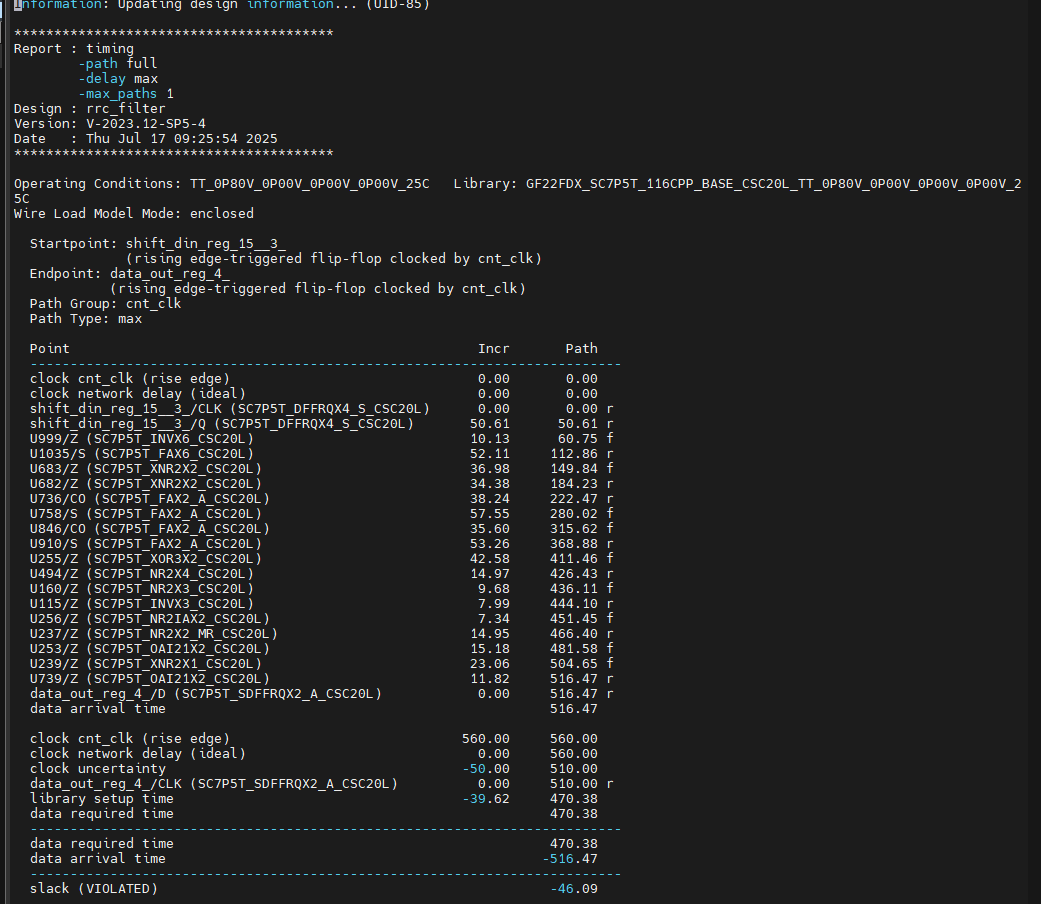 Information: Updating design information... (UID-85)
****************************************
Report : timing
        -path full
        -delay max
        -max_paths 1
Design : rrc_filter
Version: V-2023.12-SP5-4
Date   : Thu Jul 17 09:25:54 2025
****************************************
Operating Conditions: TT_0P80V_0P00V_0P00V_0P00V_25C   Library: GF22FDX_SC7P5T_116CPP_BASE_CSC20L_TT_0P80V_0P00V_0P00V_0P00V_2
5C
Wire Load Model Mode: enclosed
  Startpoint: shift_din_reg_15__3_
              (rising edge-triggered flip-flop clocked by cnt_clk)
  Endpoint: data_out_reg_4_
            (rising edge-triggered flip-flop clocked by cnt_clk)
  Path Group: cnt_clk
  Path Type: max
  Point                                                   Incr       Path
  --------------------------------------------------------------------------
  clock cnt_clk (rise edge)                               0.00       0.00
  clock network delay (ideal)                             0.00       0.00
  shift_din_reg_15__3_/CLK (SC7P5T_DFFRQX4_S_CSC20L)      0.00       0.00 r
  shift_din_reg_15__3_/Q (SC7P5T_DFFRQX4_S_CSC20L)       50.61      50.61 r
  U999/Z (SC7P5T_INVX6_CSC20L)                           10.13      60.75 f
  U1035/S (SC7P5T_FAX6_CSC20L)                           52.11     112.86 r
  U683/Z (SC7P5T_XNR2X2_CSC20L)                          36.98     149.84 f
  U682/Z (SC7P5T_XNR2X2_CSC20L)                          34.38     184.23 r
  U736/CO (SC7P5T_FAX2_A_CSC20L)                         38.24     222.47 r
  U758/S (SC7P5T_FAX2_A_CSC20L)                          57.55     280.02 f
  U846/CO (SC7P5T_FAX2_A_CSC20L)                         35.60     315.62 f
  U910/S (SC7P5T_FAX2_A_CSC20L)                          53.26     368.88 r
  U255/Z (SC7P5T_XOR3X2_CSC20L)                          42.58     411.46 f
  U494/Z (SC7P5T_NR2X4_CSC20L)                           14.97     426.43 r
  U160/Z (SC7P5T_NR2X3_CSC20L)                            9.68     436.11 f
  U115/Z (SC7P5T_INVX3_CSC20L)                            7.99     444.10 r
  U256/Z (SC7P5T_NR2IAX2_CSC20L)                          7.34     451.45 f
  U237/Z (SC7P5T_NR2X2_MR_CSC20L)                        14.95     466.40 r
  U253/Z (SC7P5T_OAI21X2_CSC20L)                         15.18     481.58 f
  U239/Z (SC7P5T_XNR2X1_CSC20L)                          23.06     504.65 f
  U739/Z (SC7P5T_OAI21X2_CSC20L)                         11.82     516.47 r
  data_out_reg_4_/D (SC7P5T_SDFFRQX2_A_CSC20L)            0.00     516.47 r
  data arrival time                                                516.47
  clock cnt_clk (rise edge)                             560.00     560.00
  clock network delay (ideal)                             0.00     560.00
  clock uncertainty                                     -50.00     510.00
  data_out_reg_4_/CLK (SC7P5T_SDFFRQX2_A_CSC20L)          0.00     510.00 r
  library setup time                                    -39.62     470.38
  data required time                                               470.38
  --------------------------------------------------------------------------
  data required time                                               470.38
  data arrival time                                               -516.47
  --------------------------------------------------------------------------
  slack (VIOLATED)                                                 -46.09